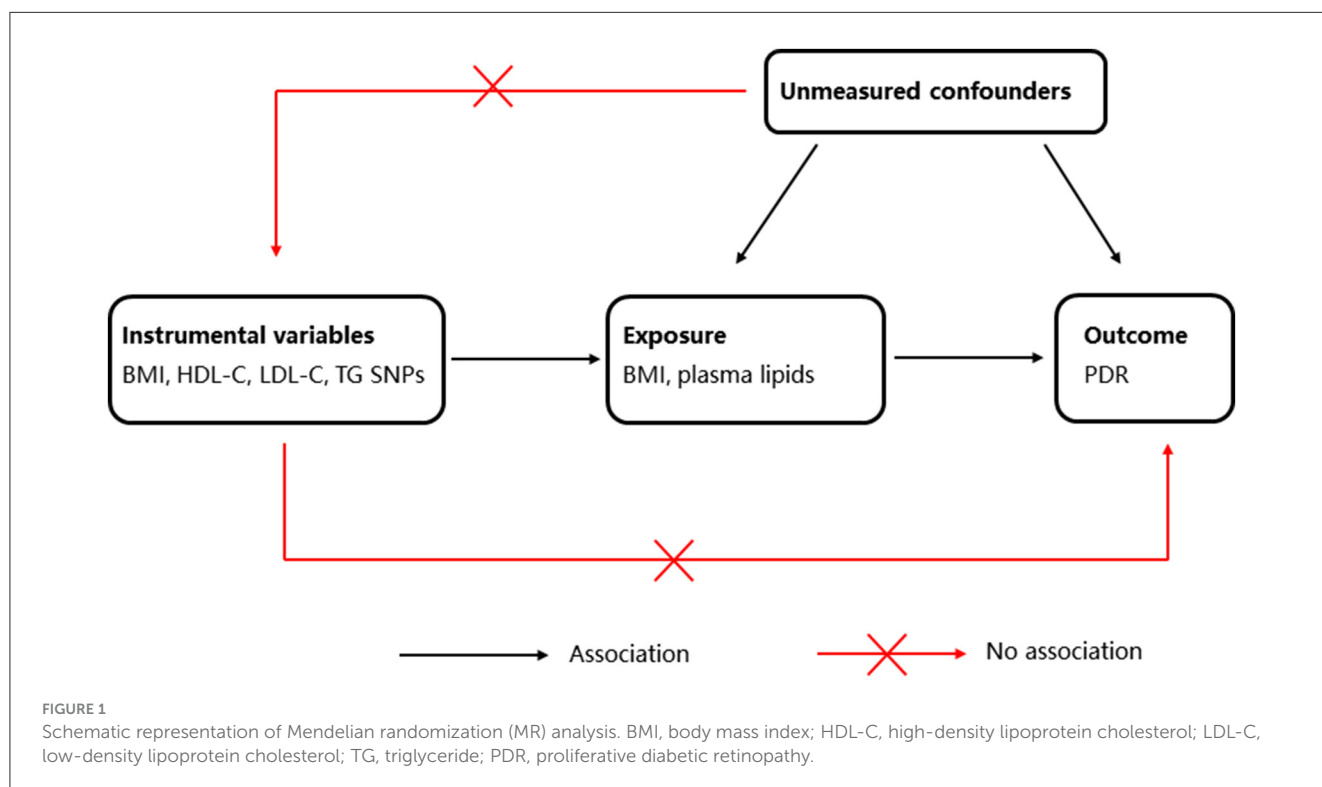 Unmeasured confounders
Instrumental variables
BMI, HDL-C, LDL-C, TG SNPs
Exposure
BMI, plasma lipids
Outcome
PDR
Association
No association
FIGURE 1
Schematic representation of Mendelian randomization (MR) analysis. BMI, body mass index; HDL-C, high-density lipoprotein cholesterol; LDL-C,
low-density lipoprotein cholesterol; TG, triglyceride; PDR, proliferative diabetic retinopathy.